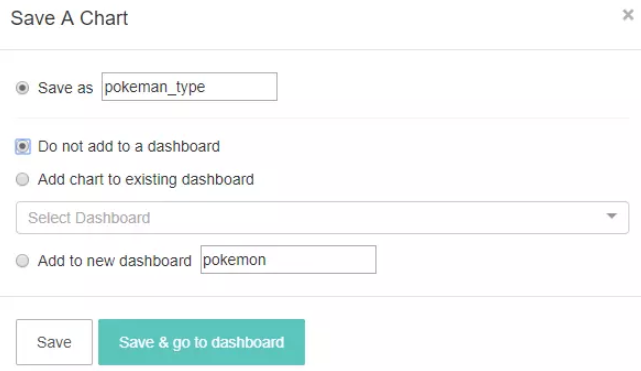 Save A Chart ×
Save as pokeman_type
Do not add to a dashboard
Add chart to existing dashboard
Select Dashboard
Add to new dashboard pokemon
Save Save & go to dashboard